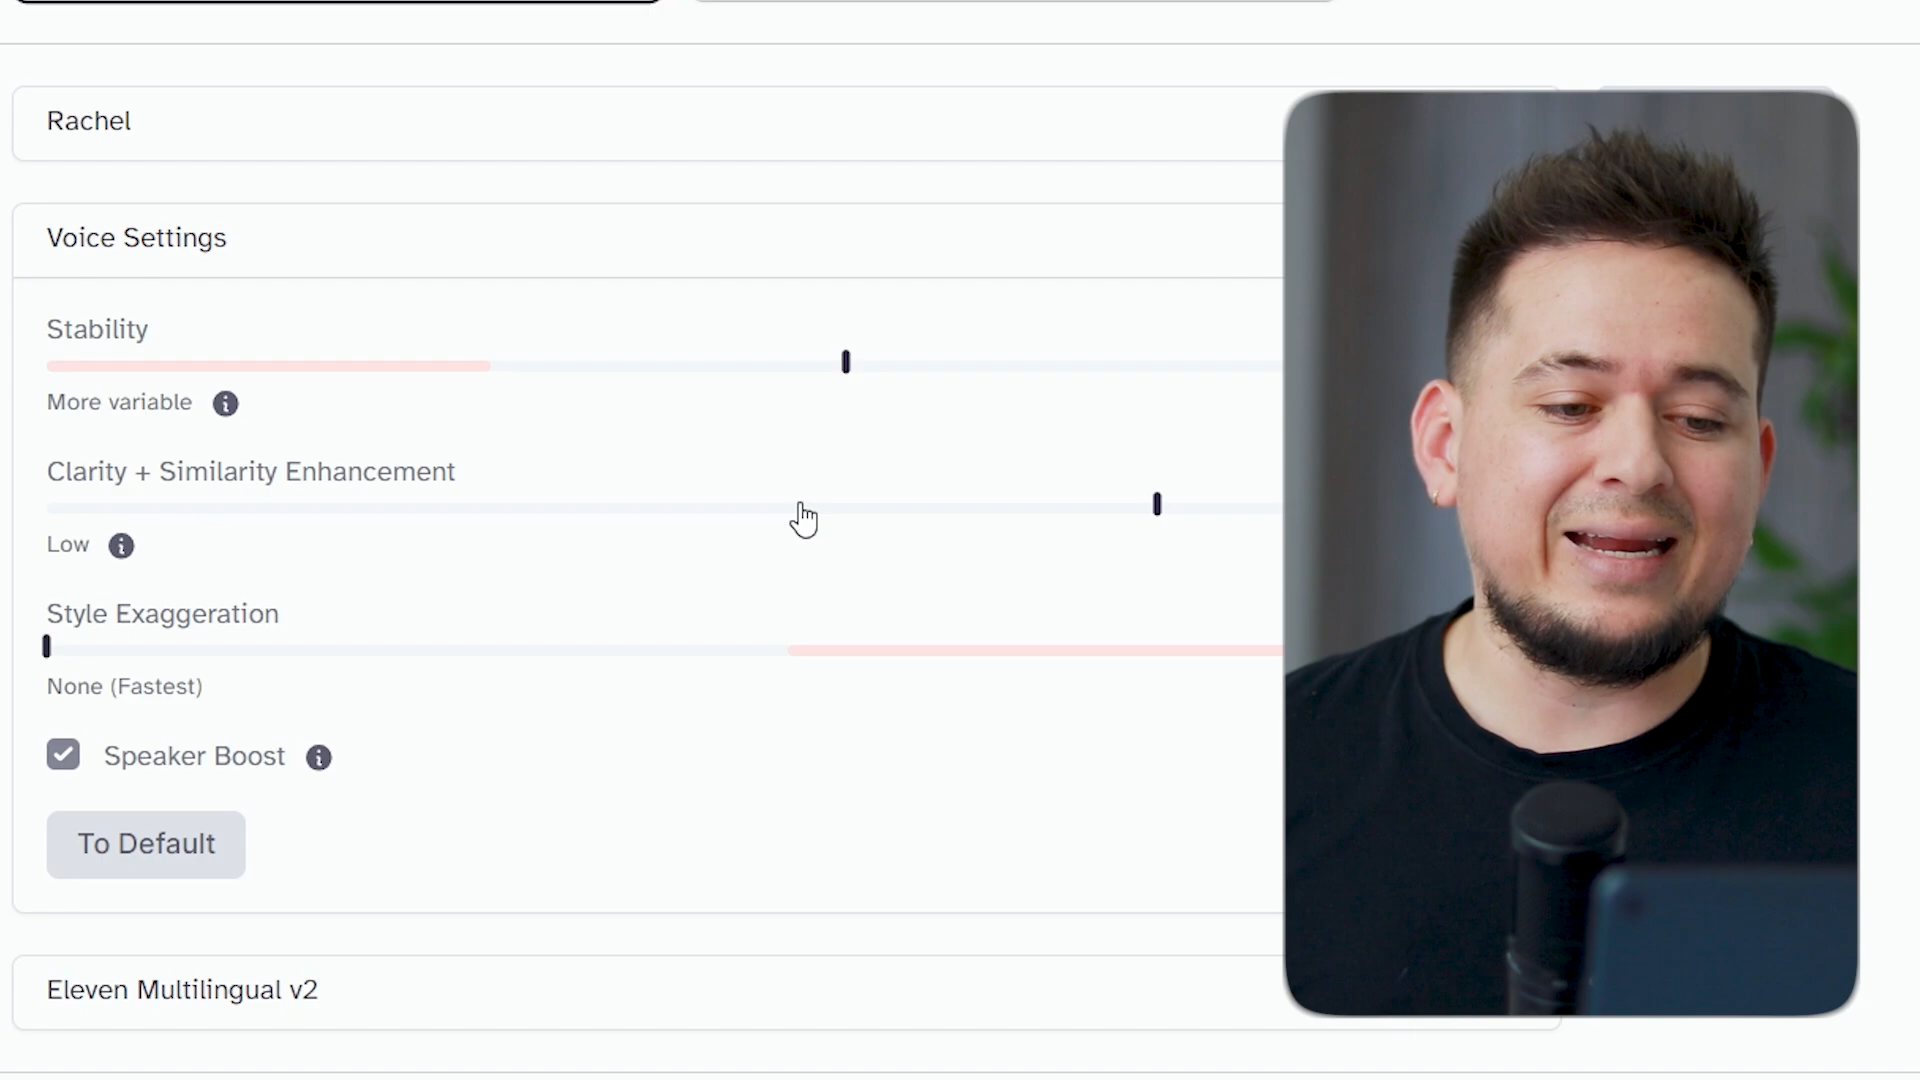 Rachel
Voice Settings
Stability
More variable
Clarity + Similarity Enhancement
Low
Style Exaggeration
None (Fastest)
Speaker Boost
To Default
Eleven Multilingual v2